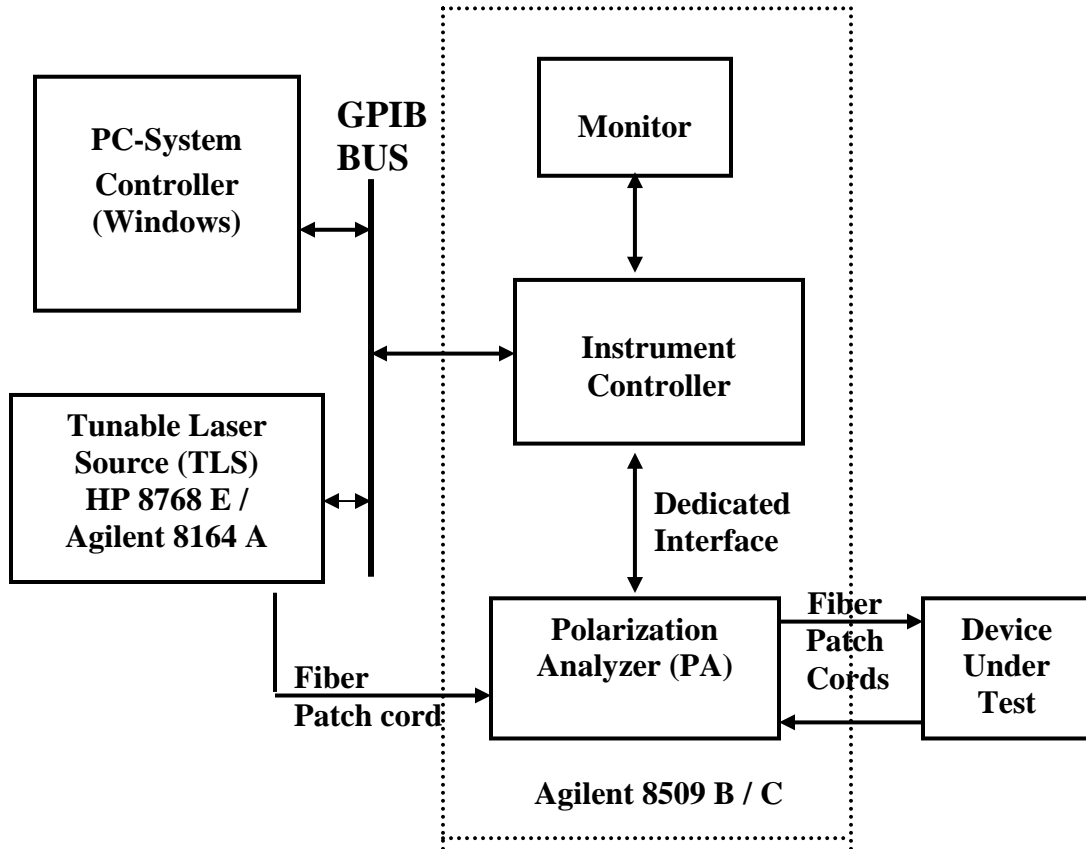 PC-System
Controller
(Windows)
GPIB
BUS
Monitor
Instrument
Controller
Tunable Laser
Source (TLS)
HP 8768 E /
Agilent 8164 A
Dedicated
Interface
Polarization
Analyzer (PA)
Fiber
Patch
Cords
Device
Under
Test
Fiber
Patch cord
Agilent 8509 B / C